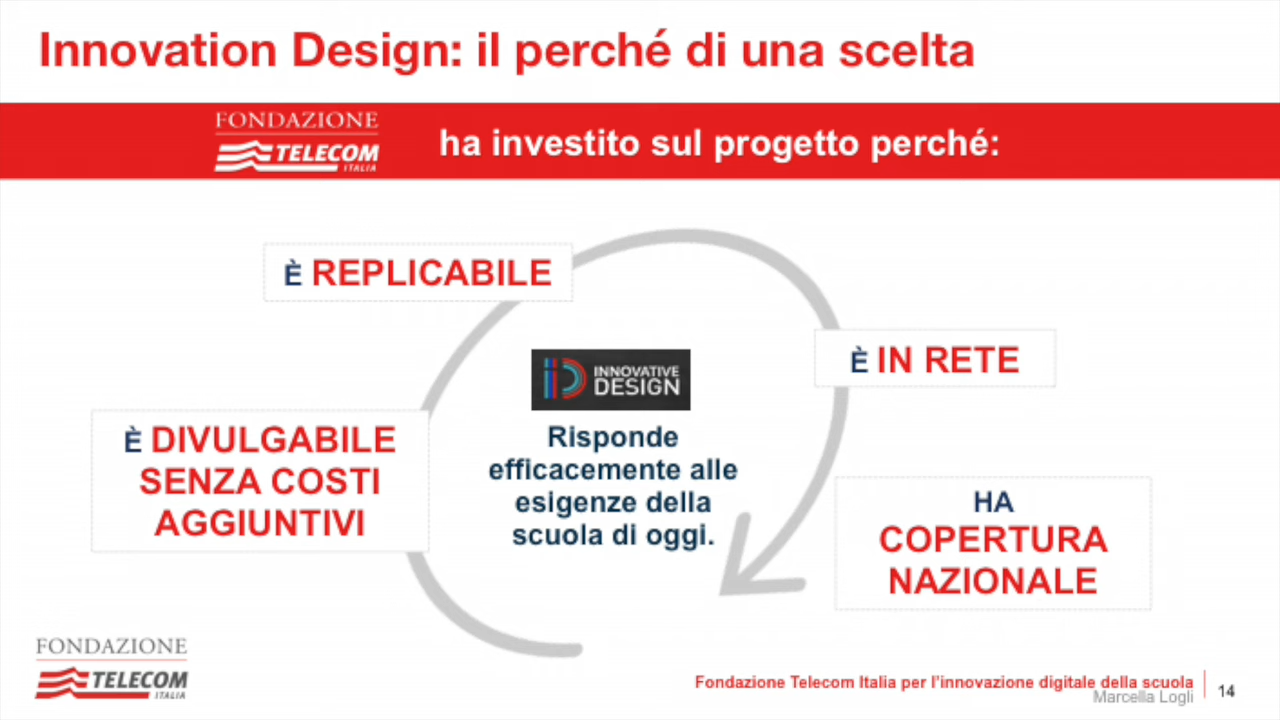 Innovation Design: il perché di una scelta
FONDAZIONE
TELECOM
ITALIA
ha investito sul progetto perché:
È REPLICABILE
È IN RETE
INNOVATIVE
DESIGN
Risponde
efficacemente alle
esigenze della
scuola di oggi.
È DIVULGABILE
SENZA COSTI
AGGIUNTIVI
HA
COPERTURA
NAZIONALE
FONDAZIONE
TELECOM
ITALIA
Fondazione Telecom Italia per l'innovazione digitale della scuola
Marcella Logli
14